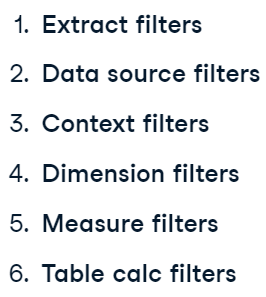 1. Extract filters
2. Data source filters
3. Context filters
4. Dimension filters
5. Measure filters
6. Table calc filters